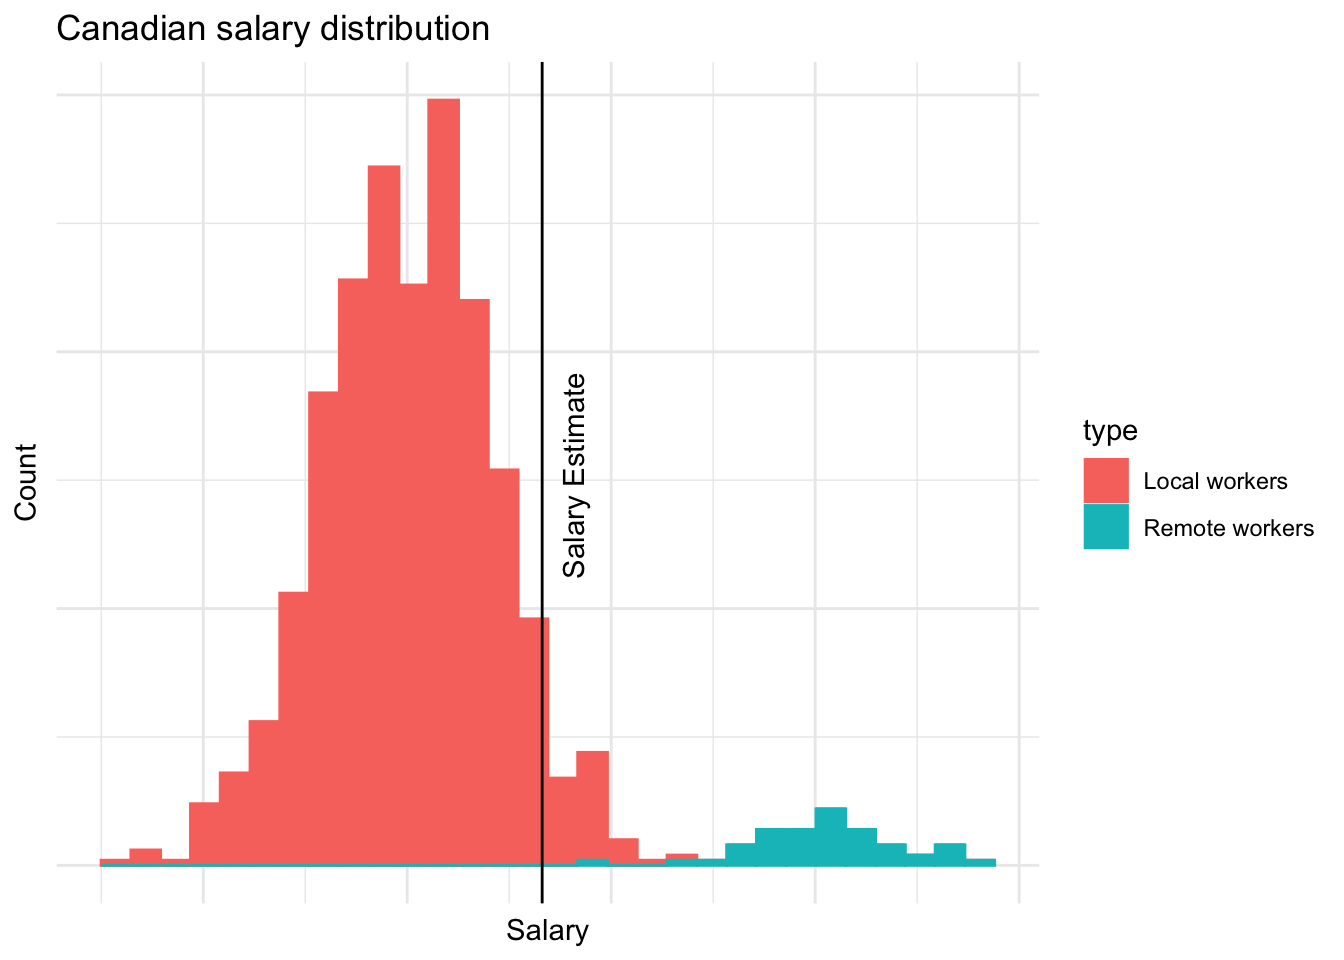 Canadian salary distribution
Count
Salary Estimate
Salary
type
Local workers
Remote workers